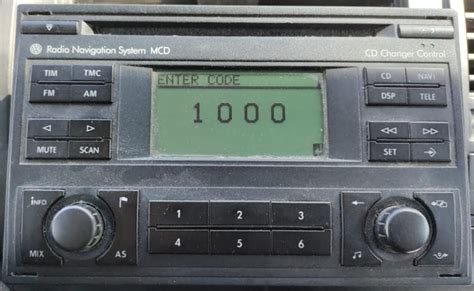 Radio Navigation System MCD
CD Changer Control
TIM TMC
FM AM
ENTER CODE
1000
CD NAVI
DSP TELE
MUTE SCAN
SET
INFO
MIX AS
1 2 3
4 5 6